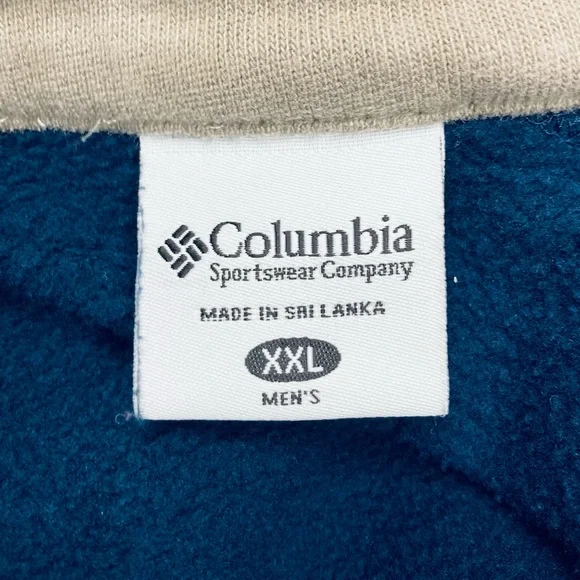 Columbia
Sportswear Company
MADE IN SRI LANKA
XXL
MEN'S